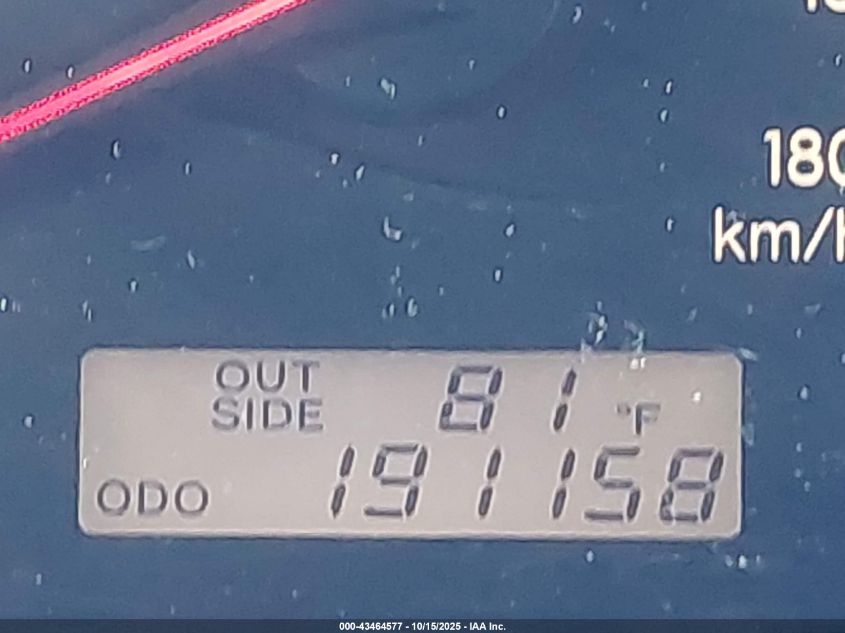 180
km/h
OUT 81 °F
SIDE
ODO 191158
000-43464577 - 10/15/2025 - IAA Inc.